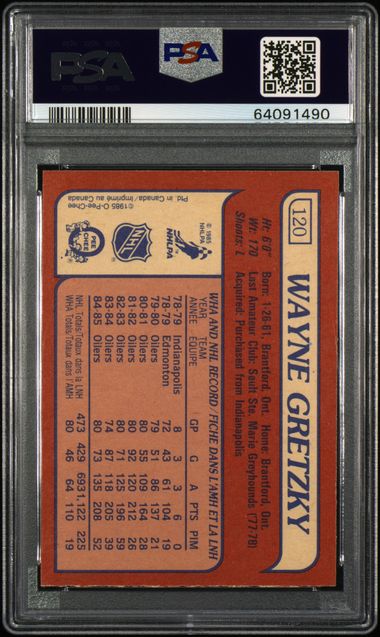 PSA
PSA
64091490
120
WAYNE GRETZKY
Ht: 6'0" Born: 1-26-61, Brantford, Ont. Home: Brantford, Ont.
Wt: 170 Last Amateur Club: Sault Ste. Marie Greyhounds ('77-78)
Shoots: L Acquired: Purchased from Indianapolis
WHA AND NHL RECORD / FICHE DANS L'AMH ET LA LNH
YEAR TEAM
ANNÉE ÉQUIPE GP G A PTS PIM
78-79 Indianapolis 8 3 3 6 0
78-79 Edmonton 72 43 61 104 19
79-80 Oilers 79 51 86 137 21
80-81 Oilers 80 55 109 164 28
81-82 Oilers 80 92 120 212 26
82-83 Oilers 80 71 125 196 59
83-84 Oilers 74 87 118 205 39
84-85 Oilers 80 73 135 208 52
NHL Totals/Totaux dans la LNH 473 429 693 1,122 225
WHA Totals/Totaux dans l'AMH 80 46 64 110 19
© 1985
NHLPA
NHLPA
NHL
O PEE CHEE
©1985 O-Pee-Chee
Ptd. in Canada/Imprimé au Canada